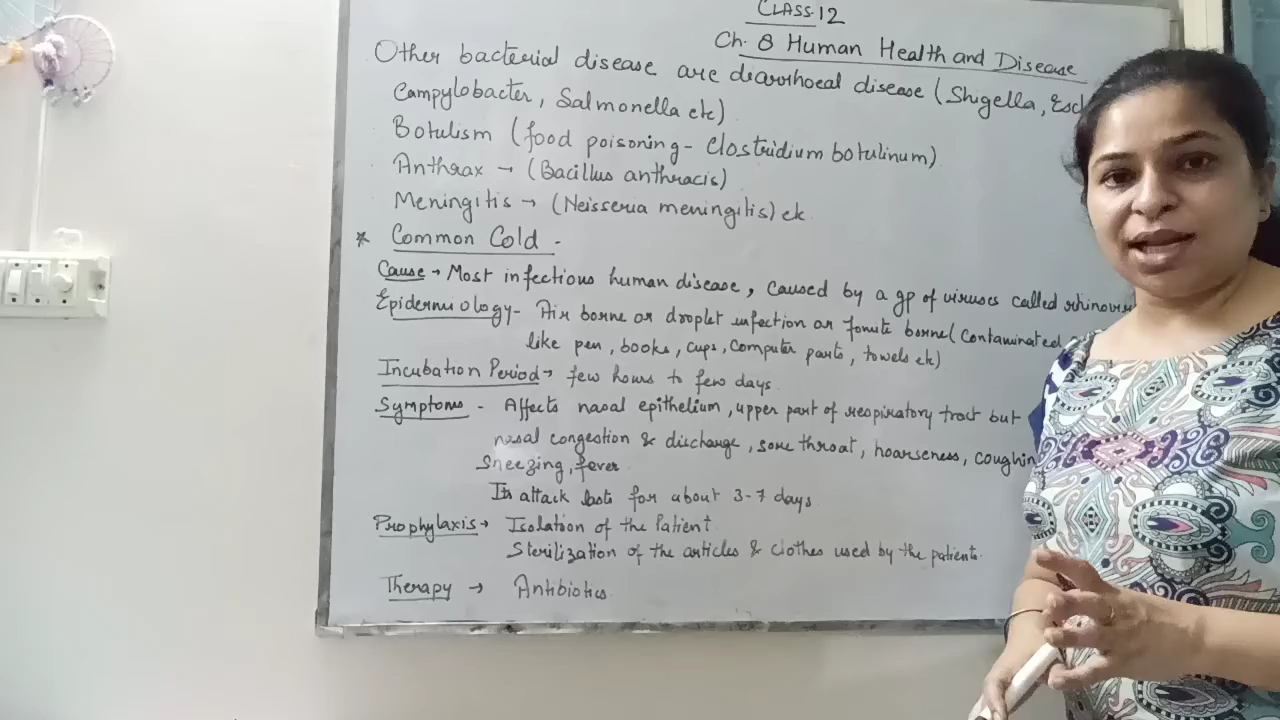 CLASS-12
Ch. 8 Human Health and Disease
Other bacterial disease are diarrhoeal disease (Shigella,
Campylobacter, Salmonella etc)
Botulism (food poisoning- Clostridium botulinum)
Anthrax → (Bacillus anthracis)
Meningitis → (Neisseria meningitis) etc
* Common Cold -
Cause → Most infectious human disease, caused by a gp of viruses called
Epidemiology- Air borne or droplet infection or fomite borne (contaminated
like pen, books, cups, computer parts, towels etc)
Incubation Period → few hours to few days.
Symptoms - Affects nasal epithelium, upper part of respiratory tract but
nasal congestion & discharge, sore throat, hoarseness,
Sneezing, fever
Its attack lasts for about 3-7 days
Prophylaxis → Isolation of the Patient
Sterilization of the articles & clothes used by the patients.
Therapy → Antibiotics